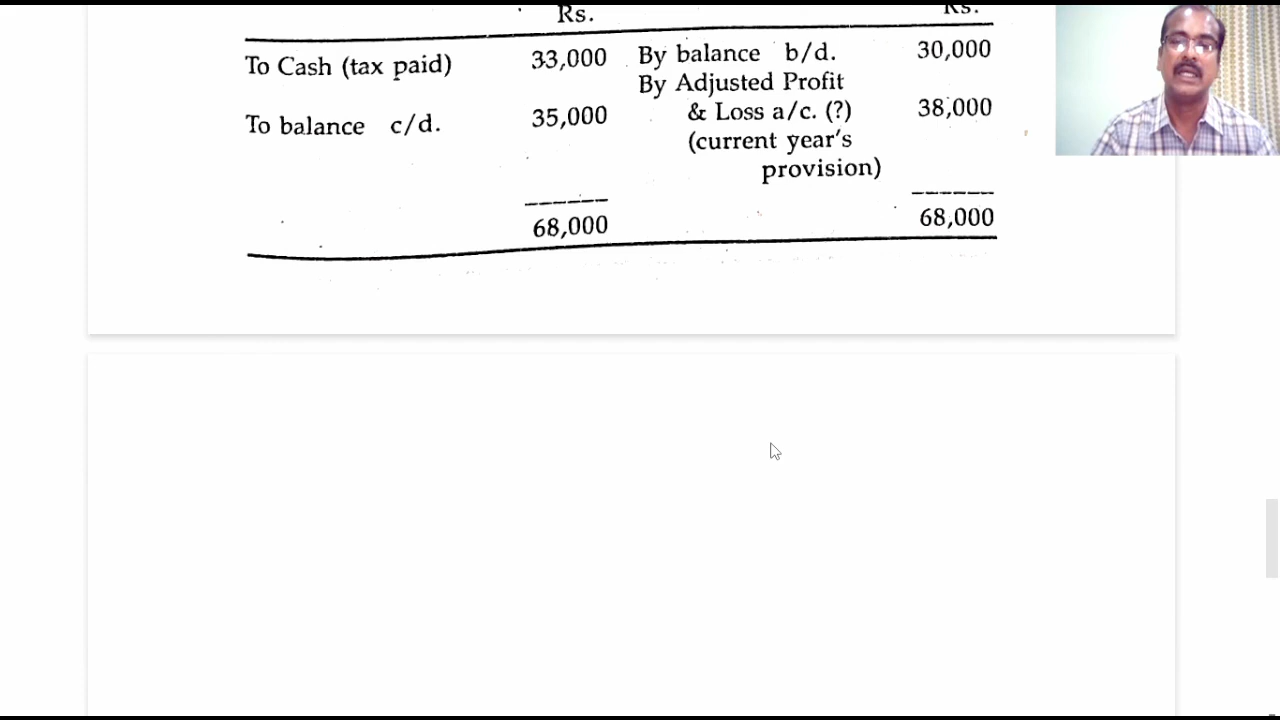 Rs. Rs.
To Cash (tax paid) 33,000 By balance b/d. 30,000
By Adjusted Profit
To balance c/d. 35,000 & Loss a/c. (?) 38,000
(current year's
provision)
68,000 68,000